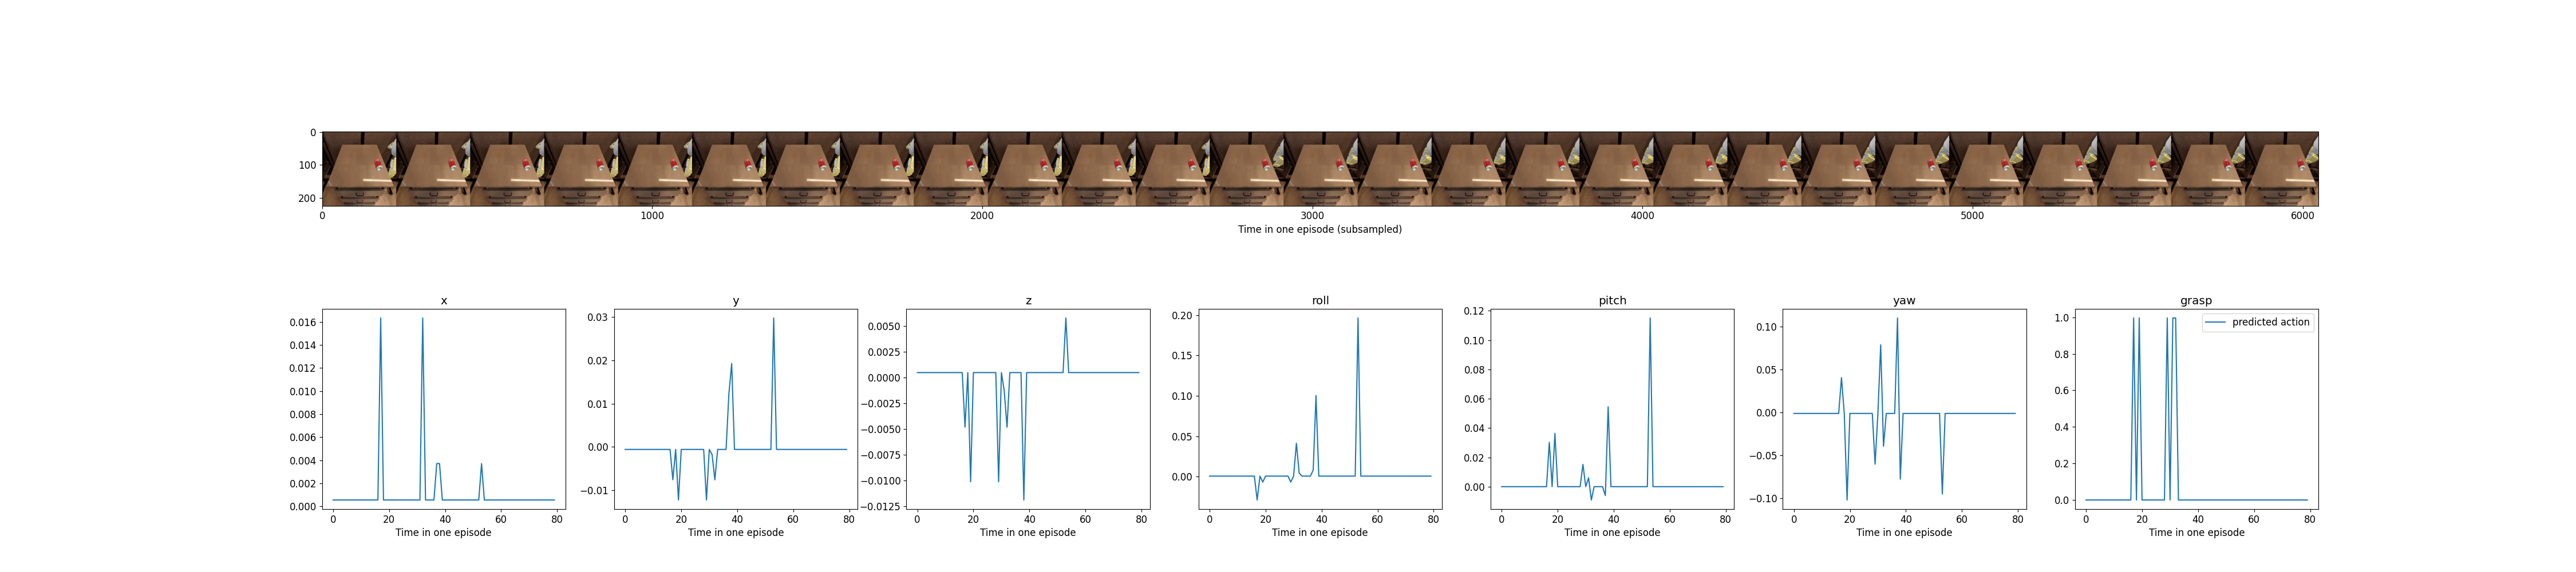 0
100
200
0 1000 2000 3000 4000 5000 6000
Time in one episode (subsampled)
x
0.016
0.014
0.012
0.010
0.008
0.006
0.004
0.002
0.000
0 20 40 60 80
Time in one episode
y
0.03
0.02
0.01
0.00
−0.01
0 20 40 60 80
Time in one episode
z
0.0050
0.0025
0.0000
−0.0025
−0.0050
−0.0075
−0.0100
−0.0125
0 20 40 60 80
Time in one episode
roll
0.20
0.15
0.10
0.05
0.00
0 20 40 60 80
Time in one episode
pitch
0.12
0.10
0.08
0.06
0.04
0.02
0.00
0 20 40 60 80
Time in one episode
yaw
0.10
0.05
0.00
−0.05
−0.10
0 20 40 60 80
Time in one episode
grasp
predicted action
1.0
0.8
0.6
0.4
0.2
0.0
0 20 40 60 80
Time in one episode